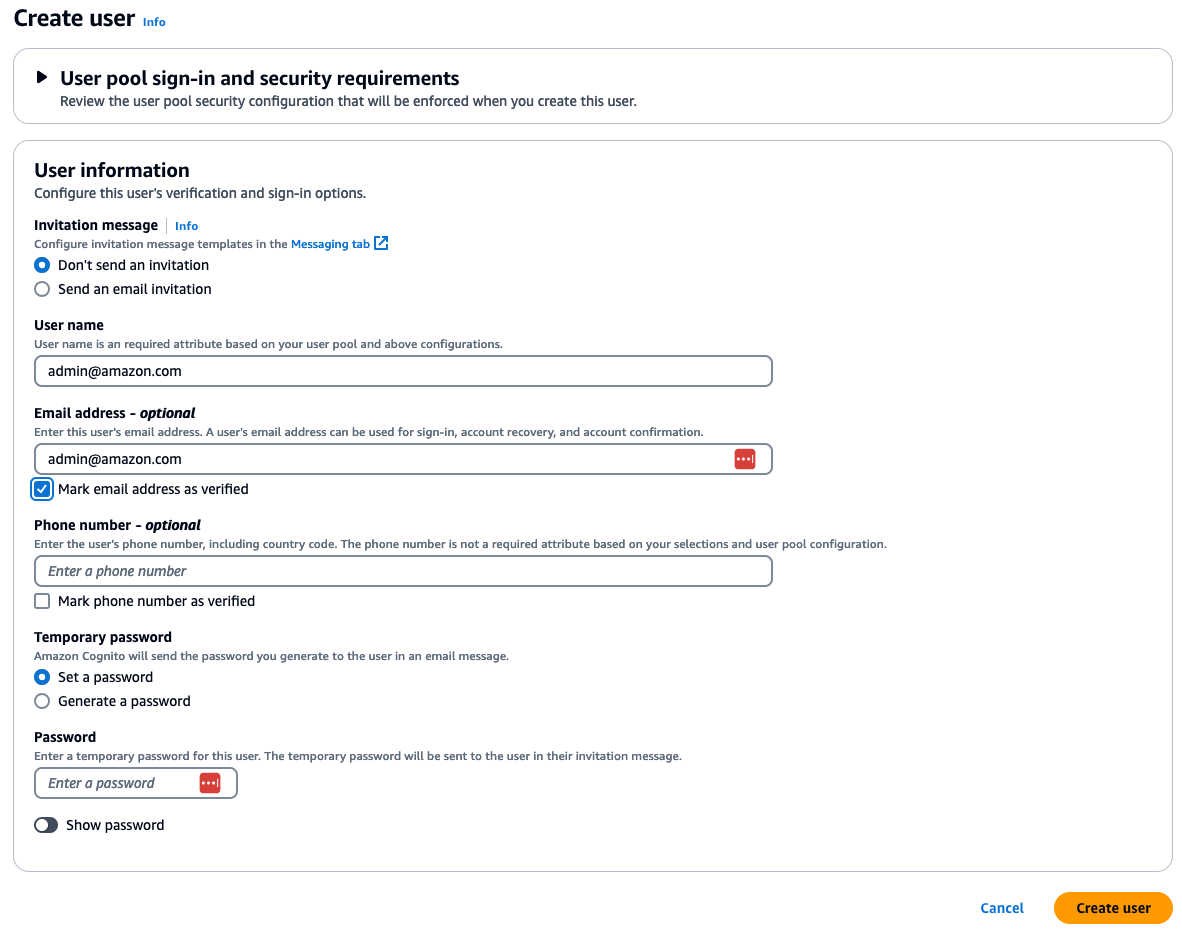 Create user Info
User pool sign-in and security requirements
Review the user pool security configuration that will be enforced when you create this user.
User information
Configure this user's verification and sign-in options.
Invitation message Info
Configure invitation message templates in the Messaging tab
Don't send an invitation
Send an email invitation
User name
User name is an required attribute based on your user pool and above configurations.
admin@amazon.com
Email address - optional
Enter this user's email address. A user's email address can be used for sign-in, account recovery, and account confirmation.
admin@amazon.com
Mark email address as verified
Phone number - optional
Enter the user's phone number, including country code. The phone number is not a required attribute based on your selections and user pool configuration.
Enter a phone number
Mark phone number as verified
Temporary password
Amazon Cognito will send the password you generate to the user in an email message.
Set a password
Generate a password
Password
Enter a temporary password for this user. The temporary password will be sent to the user in their invitation message.
Enter a password
Show password
Cancel Create user